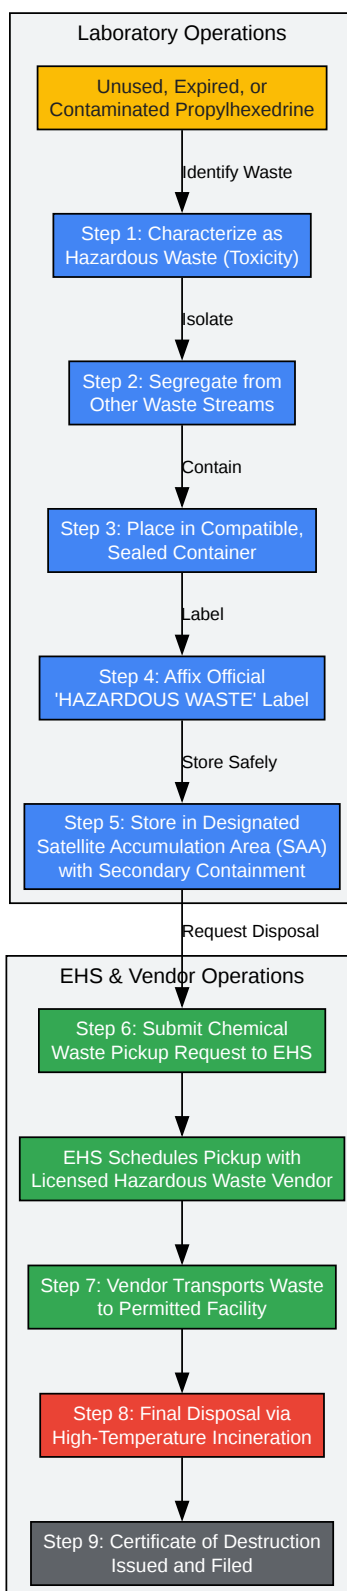 Laboratory Operations
Unused, Expired, or
Contaminated Propylhexedrine
Identify Waste
Step 1: Characterize as
Hazardous Waste (Toxicity)
Isolate
Step 2: Segregate from
Other Waste Streams
Contain
Step 3: Place in Compatible,
Sealed Container
Label
Step 4: Affix Official
'HAZARDOUS WASTE' Label
Store Safely
Step 5: Store in Designated
Satellite Accumulation Area (SAA)
with Secondary Containment
Request Disposal
EHS & Vendor Operations
Step 6: Submit Chemical
Waste Pickup Request to EHS
EHS Schedules Pickup with
Licensed Hazardous Waste Vendor
Step 7: Vendor Transports Waste
to Permitted Facility
Step 8: Final Disposal via
High-Temperature Incineration
Step 9: Certificate of Destruction
Issued and Filed